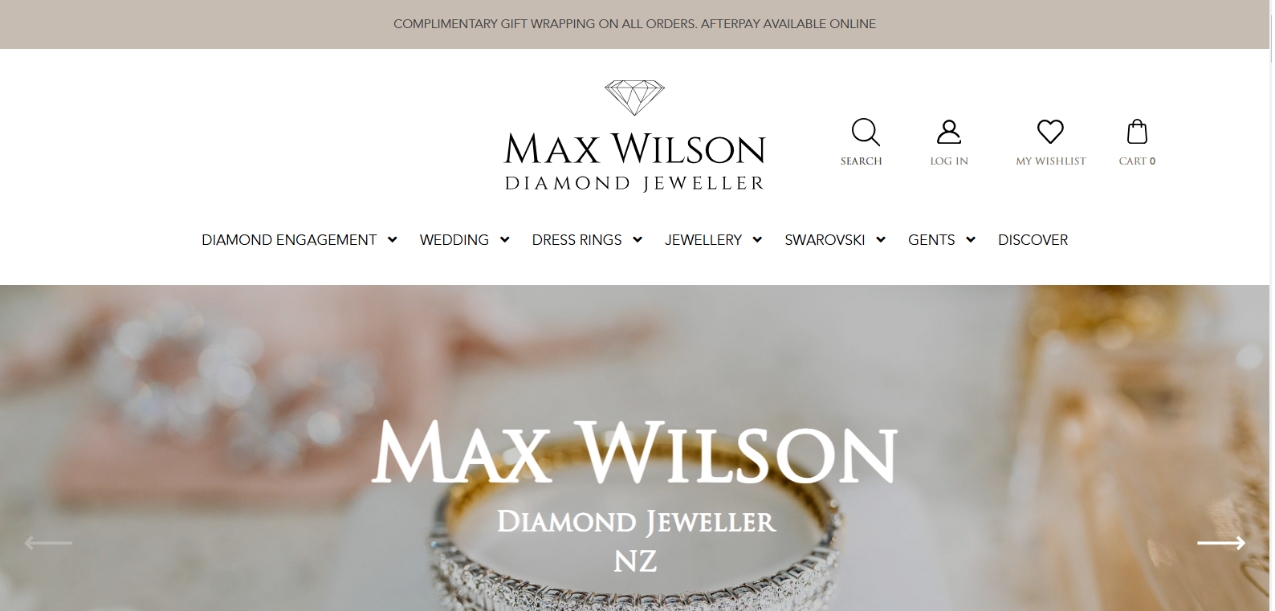 COMPLIMENTARY GIFT WRAPPING ON ALL ORDERS. AFTERPAY AVAILABLE ONLINE
MAX WILSON
DIAMOND JEWELLER
SEARCH
LOG IN
MY WISHLIST
CART 0
DIAMOND ENGAGEMENT WEDDING DRESS RINGS JEWELLERY SWAROVSKI GENTS DISCOVER
MAX WILSON
DIAMOND JEWELLER
NZ